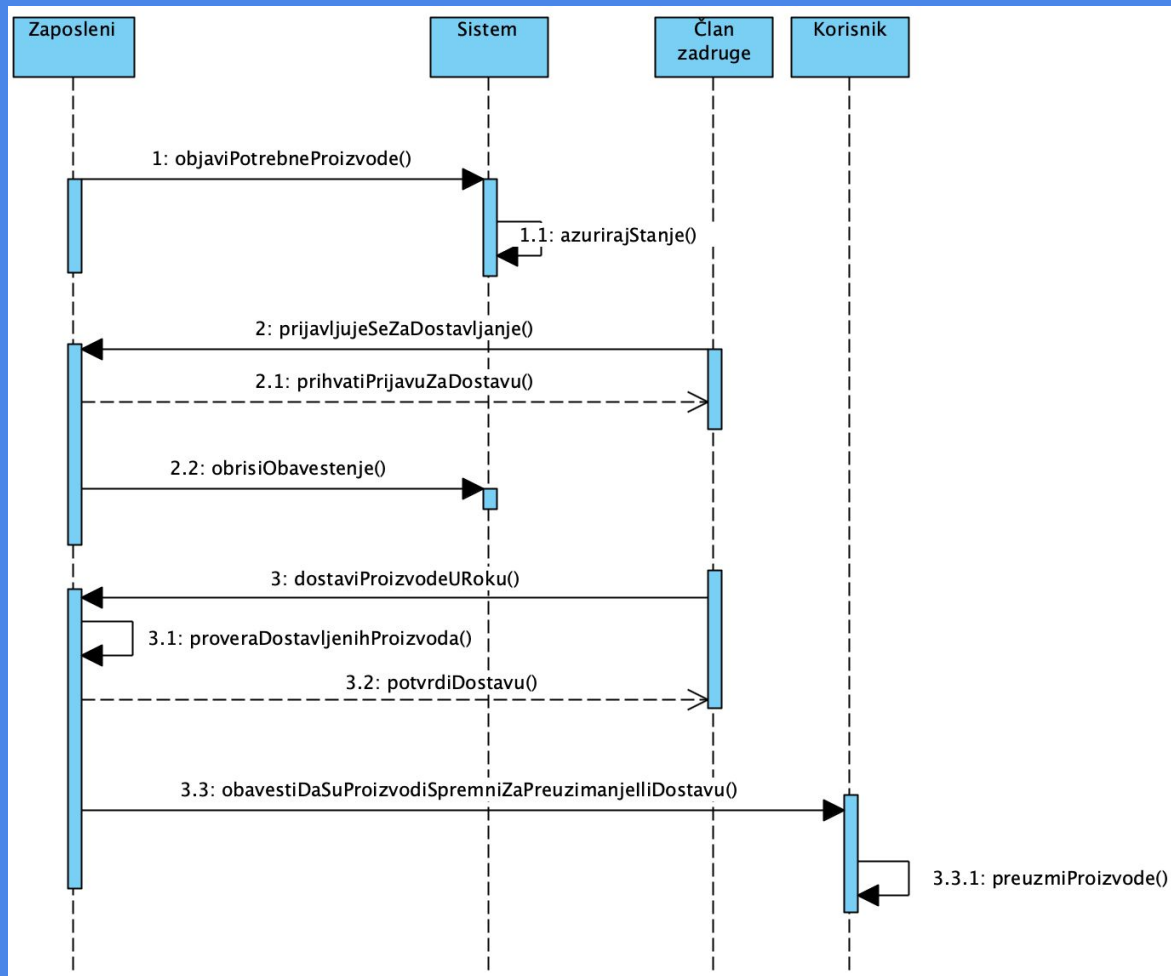 Zaposleni
Sistem
Član
zadruge
Korisnik
1: objaviPotrebneProizvode()
1.1: azurirajStanje()
2: prijavljujeSeZaDostavljanje()
2.1: prihvatiPrijavuZaDostavu()
2.2: obrisiObavestenje()
3: dostaviProizvodeURoku()
3.1: proveraDostavljenihProizvoda()
3.2: potvrdiDostavu()
3.3: obavestiDaSuProizvodiSpremniZaPreuzimanjeIliDostavu()
3.3.1: preuzmiProizvode()